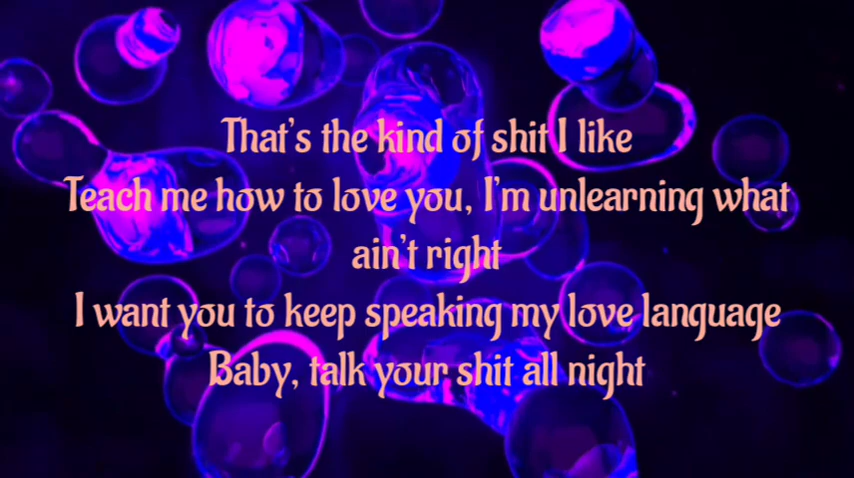 That's the kind of shit I like
Teach me how to love you, I'm unlearning what
ain't right
I want you to keep speaking my love language
Baby, talk your shit all night